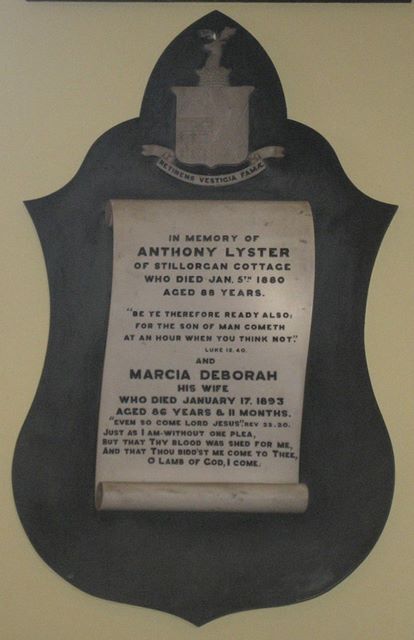 RETINENS VESTIGIA FAMÆ
IN MEMORY OF
ANTHONY LYSTER
OF STILLORGAN COTTAGE
WHO DIED JAN. 5TH 1880
AGED 88 YEARS.
"BE YE THEREFORE READY ALSO:
FOR THE SON OF MAN COMETH
AT AN HOUR WHEN YOU THINK NOT".
LUKE 12.40.
AND
MARCIA DEBORAH
HIS WIFE
WHO DIED JANUARY 17. 1893
AGED 86 YEARS & 11 MONTHS.
"EVEN SO COME LORD JESUS". REV 22.20.
JUST AS I AM-WITHOUT ONE PLEA,
BUT THAT THY BLOOD WAS SHED FOR ME,
AND THAT THOU BIDD'ST ME COME TO THEE,
O LAMB OF GOD, I COME.